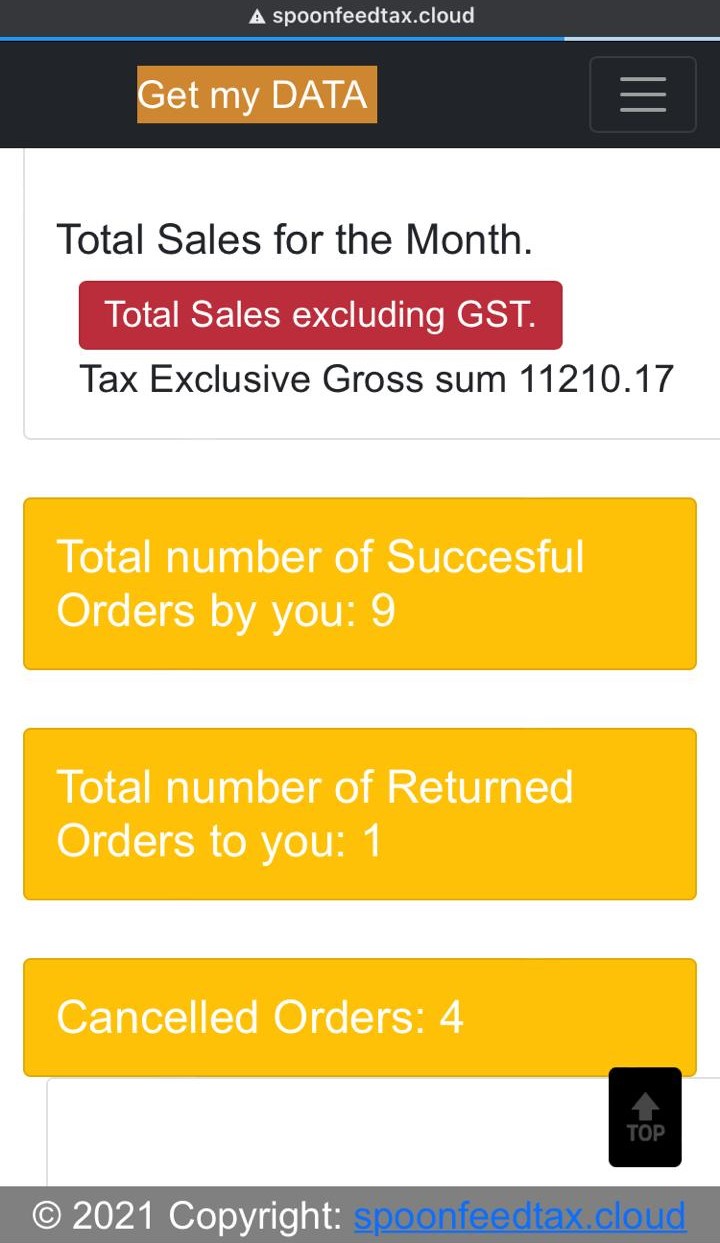 spoonfeedtax.cloud
Get my DATA
Total Sales for the Month.
Total Sales excluding GST.
Tax Exclusive Gross sum 11210.17
Total number of Succesful
Orders by you: 9
Total number of Returned
Orders to you: 1
Cancelled Orders: 4
TOP
© 2021 Copyright: spoonfeedtax.cloud